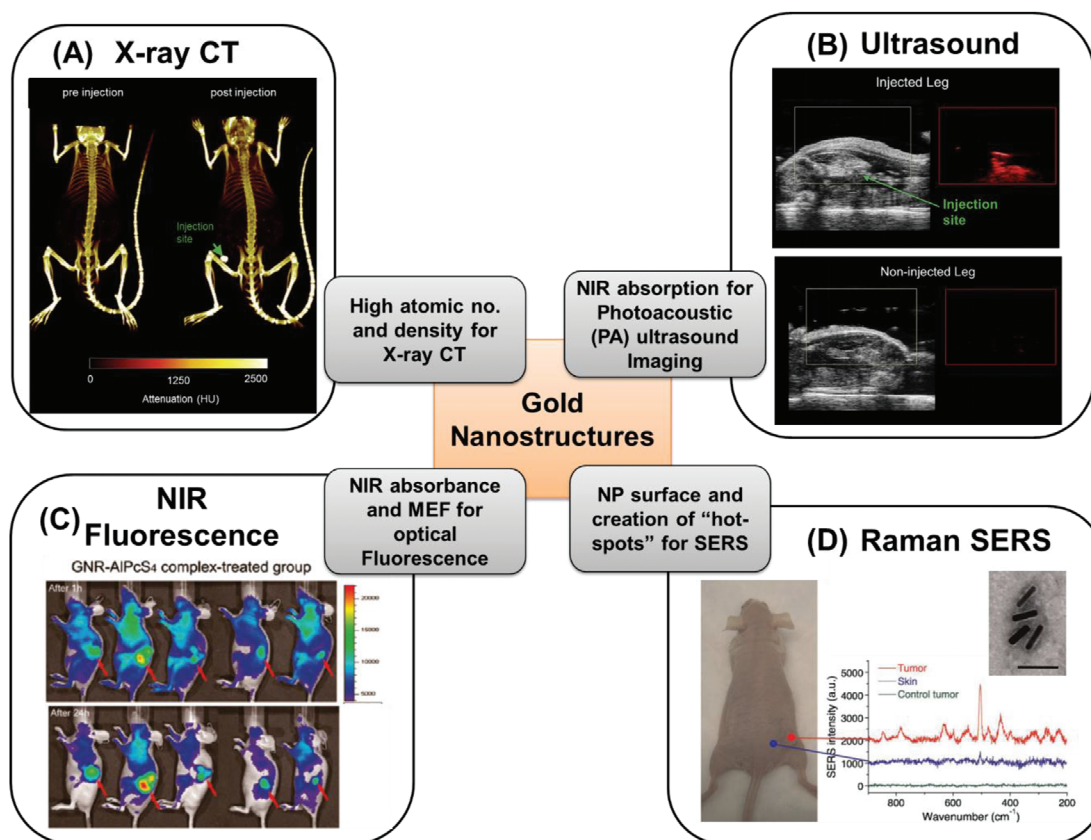 (A) X-ray CT
pre injection
post injection
Injection
site
0
1250
2500
Attenuation (HU)
(B) Ultrasound
Injected Leg
Injection
site
Non-injected Leg
High atomic no.
and density for
X-ray CT
NIR absorption for
Photoacoustic
(PA) ultrasound
Imaging
Gold
Nanostructures
NIR absorbance
and MEF for
optical
Fluorescence
NP surface and
creation of “hot-
spots” for SERS
(C)
NIR
Fluorescence
GNR-AlPcS4 complex-treated group
After 1h
After 24h
20000
15000
10000
5000
(D) Raman SERS
5000
4000
3000
2000
1000
0
SERS intensity (a.u.)
Tumor
Skin
Control tumor
800
600
400
200
Wavenumber (cm⁻¹)